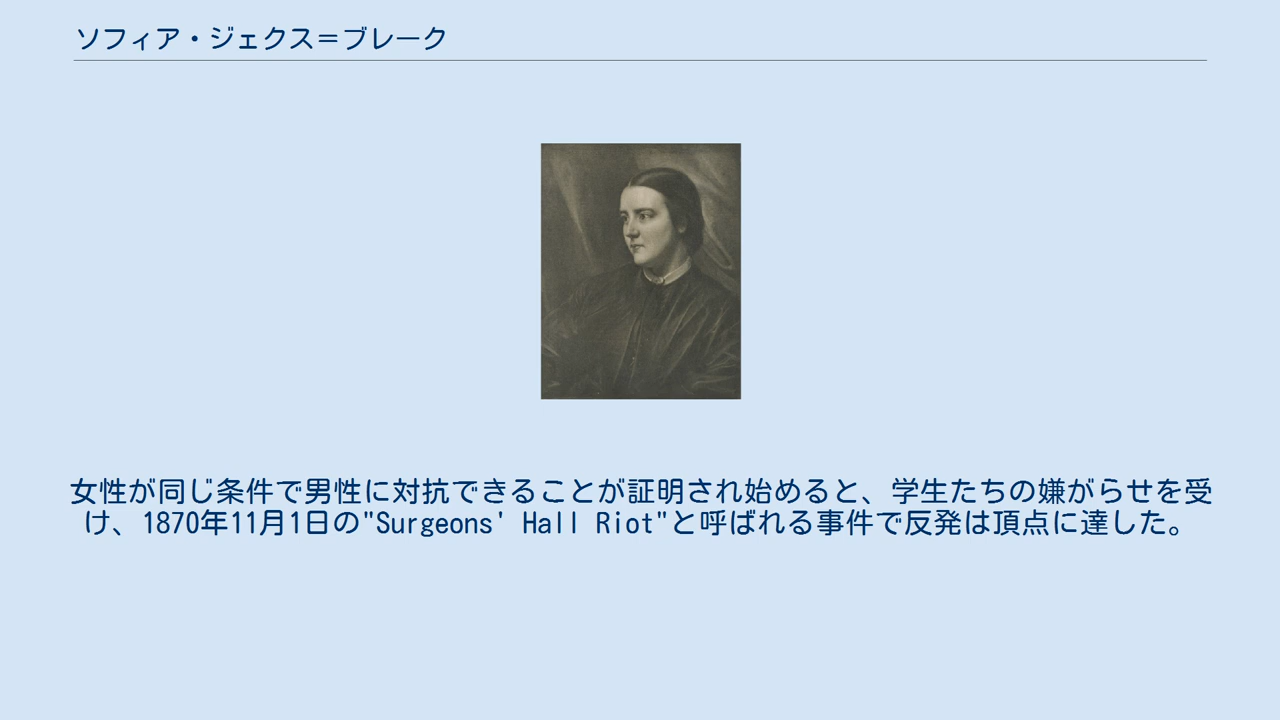 ソフィア・ジェクス＝ブレーク
女性が同じ条件で男性に対抗できることが証明され始めると、学生たちの嫌がらせを受
け、1870年11月1日の"Surgeons' Hall Riot"と呼ばれる事件で反発は頂点に達した。